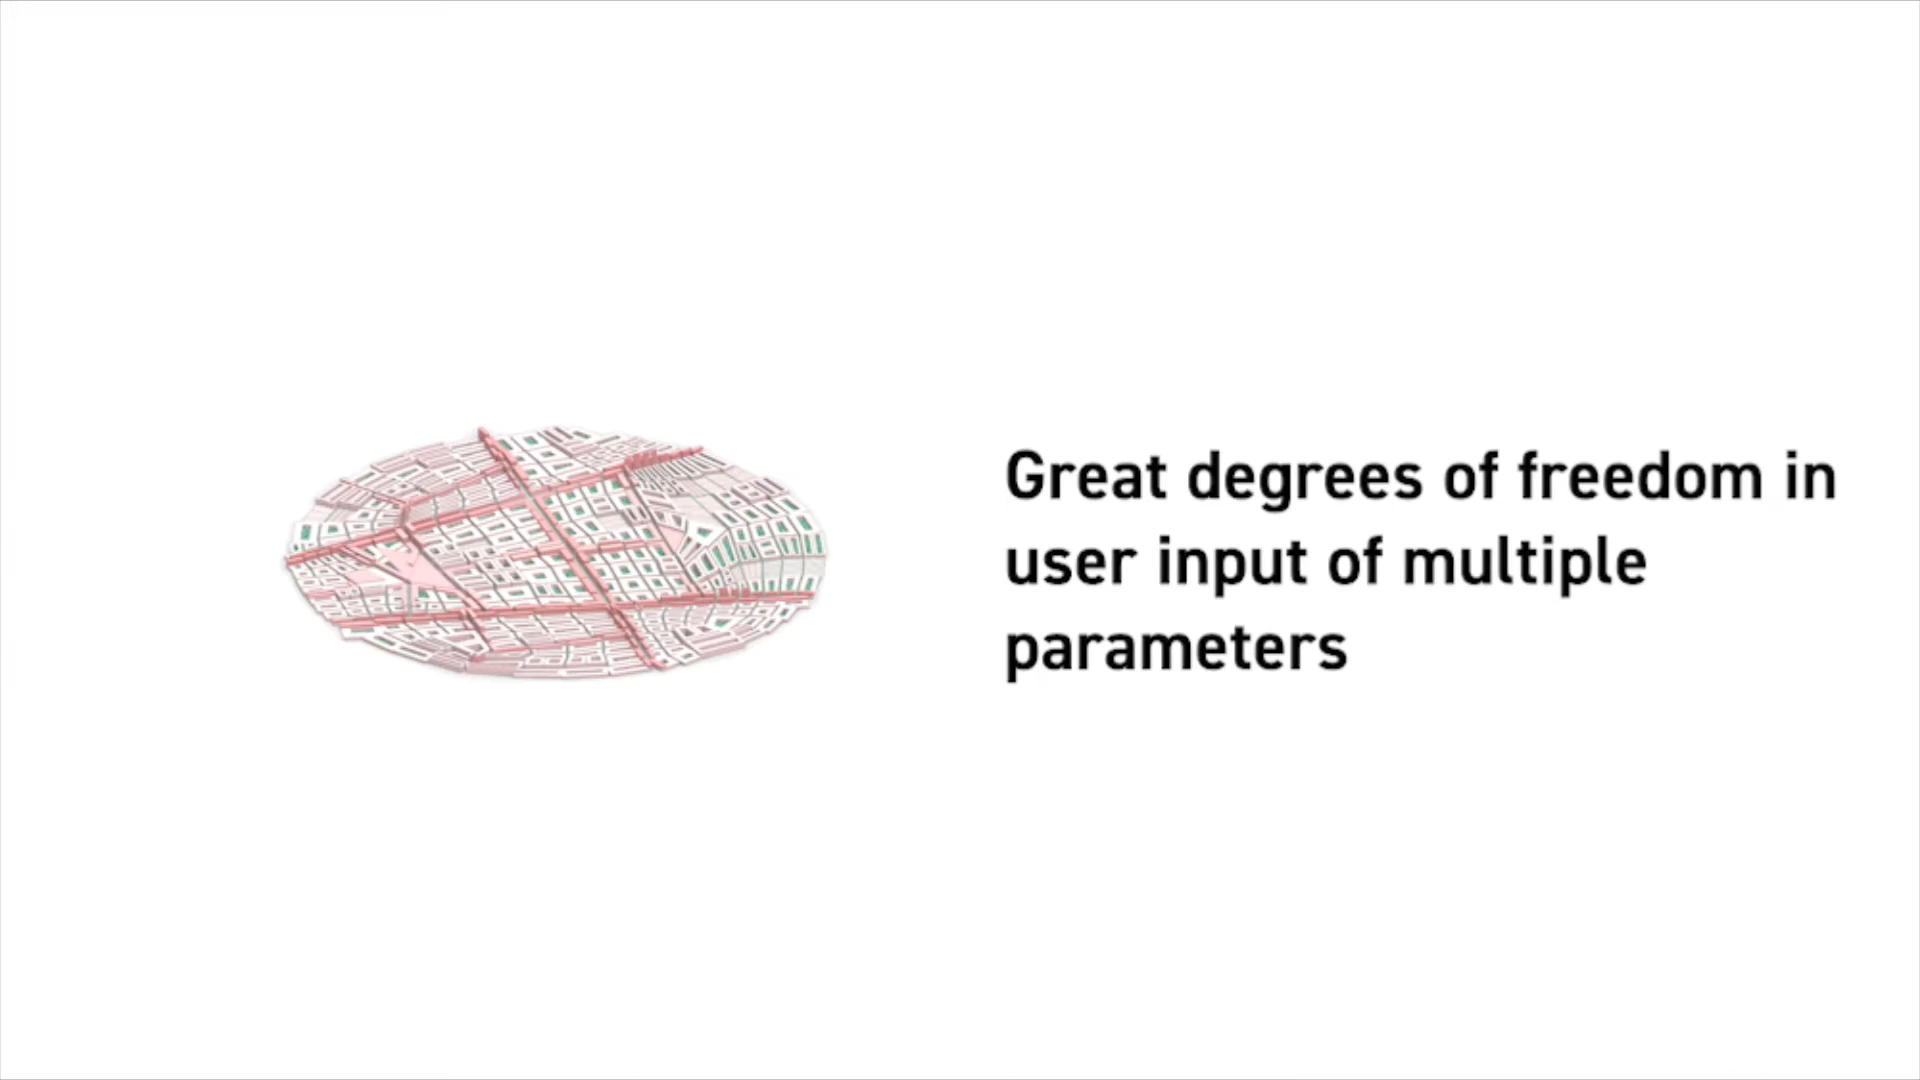 Great degrees of freedom in
user input of multiple
parameters